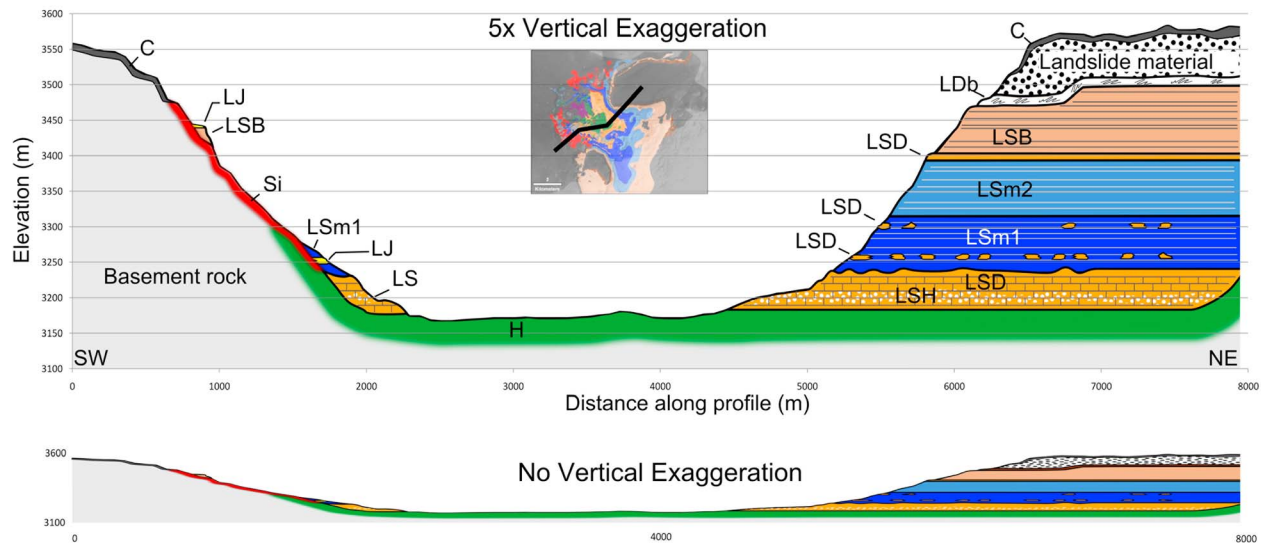 5x Vertical Exaggeration
3600
3550
3500
3450
3400
3350
3300
3250
3200
3150
3100
Elevation (m)
C
LJ
LSB
Si
LSm1
LJ
LS
Basement rock
SW
H
C
Landslide material
LDb
LSB
LSD
LSm2
LSD
LSm1
LSD
LSD
LSH
NE
Kilometers
0
1000
2000
3000
4000
5000
6000
7000
8000
Distance along profile (m)
No Vertical Exaggeration
3600
3100
0
4000
8000